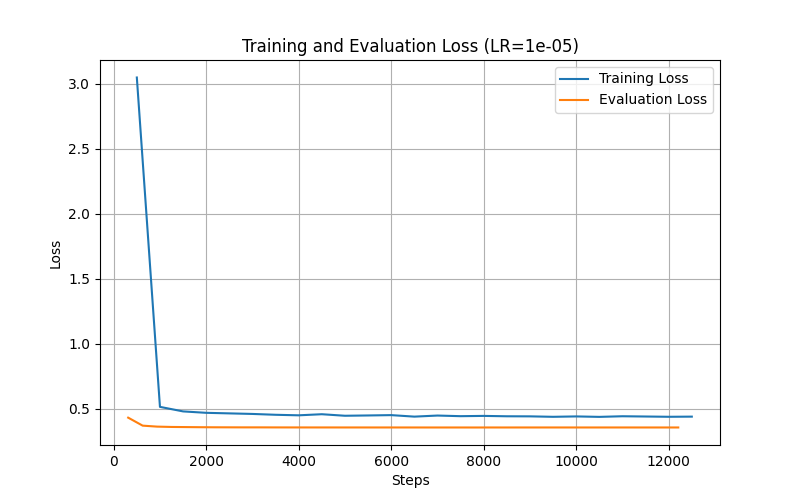 Training and Evaluation Loss (LR=1e-05)
Training Loss
Evaluation Loss
3.0
2.5
2.0
1.5
1.0
0.5
Loss
0 2000 4000 6000 8000 10000 12000
Steps